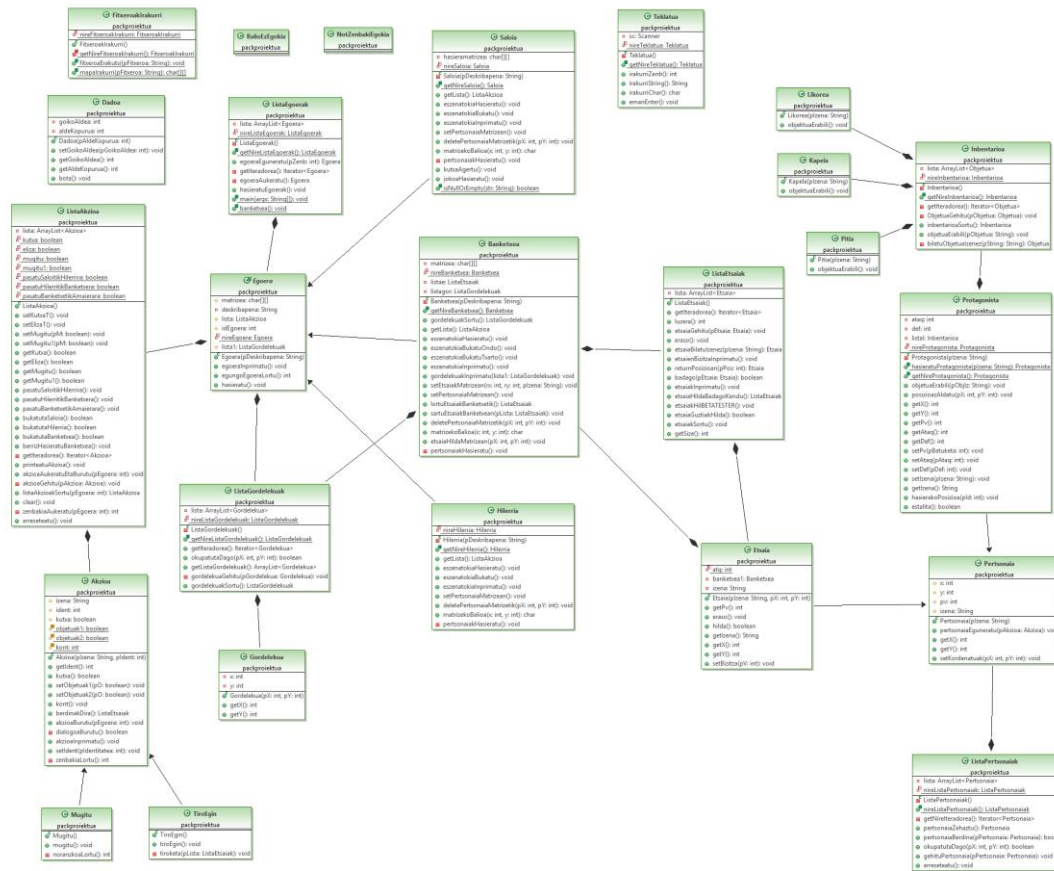 FitxeroakIrakurri
packproiektua
nireFitxeroakIrakurri: FitxeroakIrakurri
FitxeroakIrakurri()
getNireFitxeroakIrakurri(): FitxeroakIrakurri
fitxeroaErakutsi(pFitxeroa: String): void
mapaIrakurri(pFitxeroa: String): char[][]
BalioEzEgokia
packproiektua
NotZenbakiEgokia
packproiektua
Saloia
packproiektua
hasieramatrizea: char[][]
nireSaloia: Saloia
Saloia(pDeskribapena: String)
getNireSaloia(): Saloia
getLista(): ListaAkzioa
eszenatokiaHasieratu(): void
eszenatokiaBukatu(): void
eszenatokiaInprimatu(): void
setPertsonaiaMatrizean(): void
deletePertsonaiaMatrizetik(pX: int, pY: int): void
matrizekoBalioa(x: int, y: int): char
pertsonaiakHasieratu(): void
kutxaAgertu(): void
jokoaHasieratu(): void
isNullOrEmpty(str: String): boolean
Teklatua
packproiektua
sc: Scanner
nireTeklatua: Teklatua
Teklatua()
getNireTeklatua(): Teklatua
irakurriZenb(): int
irakurriString(): String
irakurriChar(): char
emanEnter(): void
Likorea
packproiektua
Likorea(pIzena: String)
objektuaErabili(): void
Kapela
packproiektua
Kapela(pIzena: String)
objektuaErabili(): void
Pitia
packproiektua
Pitia(pIzena: String)
objektuaErabili(): void
Inbentarioa
packproiektua
lista: ArrayList<Objetua>
nireInbentarioa: Inbentarioa
Inbentarioa()
getNireInbentarioa(): Inbentarioa
getIteradorea(): Iterator<Objetua>
ObjetuaGehitu(pObjetua: Objetua): void
inbentarioaSortu(): Inbentarioa
objetuaErabili(pObjetua: String): void
bilatuObjetuaIzenez(pString: String): Objetua
Dadoa
packproiektua
goikoAldea: int
aldeKopurua: int
Dadoa(pAldeKopurua: int)
setGoikoAldea(pGoikoAldea: int): void
getGoikoAldea(): int
getAldeKopurua(): int
bota(): void
ListaEgoerak
packproiektua
lista: ArrayList<Egoera>
nireListaEgoerak: ListaEgoerak
ListaEgoerak()
getNireListaEgoerak(): ListaEgoerak
egoeraEguneratu(pZenb: int): Egoera
getIteradorea(): Iterator<Egoera>
egoeraAukeratu(): Egoera
hasieratuEgoerak(): void
main(args: String[]): void
banketxea(): void
ListaAkzioa
packproiektua
lista: ArrayList<Akzioa>
kutxa: boolean
eliza: boolean
mugitu: boolean
mugitu1: boolean
pasatuSaloitikHilerrira: boolean
pasatuHilerritikBanketxera: boolean
pasatuBanketxetikAmaierara: boolean
ListaAkzioa()
setKutxaT(): void
setElizaT(): void
setMugitu(pM: boolean): void
setMugitu1(pM: boolean): void
getKutxa(): boolean
getEliza(): boolean
getMugitu(): boolean
getMugitu1(): boolean
pasatuSaloitikHilerrira(): void
pasatuHilerritikBanketxera(): void
pasatuBanketxetikAmaierara(): void
bukatutaSaloia(): boolean
bukatutaHilerria(): boolean
bukatutaBanketxea(): boolean
berrizHasieratuBanketxea(): void
getIteradorea(): Iterator<Akzioa>
printeatuAkzioa(): void
akzioaAukeratuEtaBurutu(pEgoera: int): void
akzioaGehitu(pAkzioa: Akzioa): void
listaAkzioakSortu(pEgoera: int): ListaAkzioa
clear(): void
zenbakiaAukeratu(pEgoera: int): int
erreseteatu(): void
Egoera
packproiektua
matrizea: char[][]
deskribapena: String
lista: ListaAkzioa
idEgoera: int
nireEgoera: Egoera
lista1: ListaGordelekuak
Egoera(pDeskribapena: String)
egoeraInprimatu(): void
egungoEgoeraLortu(): int
hasieratu(): void
Banketxea
packproiektua
matrizea: char[][]
nireBanketxea: Banketxea
listae: ListaEtsaiak
listagor: ListaGordelekuak
Banketxea(pDeskribapena: String)
getNireBanketxea(): Banketxea
gordelekuakSortu(): ListaGordelekuak
getLista(): ListaAkzioa
eszenatokiaHasieratu(): void
eszenatokiaBukatuOndo(): void
eszenatokiaBukatuTxarto(): void
eszenatokiaInprimatu(): void
gordelekuakInprimatu(lista1: ListaGordelekuak): void
setEtsaiakMatrizean(x: int, y: int, pIzena: String): void
setPertsonaiaMatrizean(): void
lortuEtsaiakBanketxetik(): ListaEtsaiak
sartuEtsaiakBanketxean(pLista: ListaEtsaiak): void
deletePertsonaiaMatrizetik(pX: int, pY: int): void
matrizekoBalioa(x: int, y: int): char
etsaiaHildaMatrizean(pX: int, pY: int): void
pertsonaiakHasieratu(): void
ListaEtsaiak
packproiektua
lista: ArrayList<Etsaia>
ListaEtsaiak()
getIteradorea(): Iterator<Etsaia>
luzera(): int
etsaiaGehitu(pEtsaia: Etsaia): void
eraso(): void
etsaiaBilatuIzenez(pIzena: String): Etsaia
etsaienBizitzaInprimatu(): void
returnPosizioan(pPos: int): Etsaia
badago(pEtsaia: Etsaia): boolean
etsaiakInprimatu(): void
etsaiakHildaBadagoKendu(): ListaEtsaiak
etsaiakHilBETATESTER(): void
etsaiaGuztiakHilda(): boolean
etsaiakSortu(): void
getSize(): int
Protagonista
packproiektua
ataq: int
def: int
lista1: Inbentarioa
nireProtagonista: Protagonista
Protagonista(pIzena: String)
hasieratuProtagonista(pIzena: String): void
getNireProtagonista(): Protagonista
objetuaErabili(pObjIz: String): void
posizioaAldatu(pX: int, pY: int): void
getX(): int
getY(): int
getPv(): int
getAtaq(): int
getDef(): int
setPv(pBatuketa: int): void
setAtaq(pAtaq: int): void
setDef(pDef: int): void
setIzena(pIzena: String): void
getIzena(): String
hasierakoPosizioa(pId: int): void
estalita(): boolean
ListaGordelekuak
packproiektua
lista: ArrayList<Gordelekua>
nireListaGordelekuak: ListaGordelekuak
ListaGordelekuak()
getNireListaGordelekuak(): ListaGordelekuak
getIteradorea(): Iterator<Gordelekua>
okupatutaDago(pX: int, pY: int): boolean
getListaGordelekuak(): ArrayList<Gordelekua>
gordelekuaGehitu(pGordelekua: Gordelekua): void
gordelekuakSortu(): ListaGordelekuak
Hilerria
packproiektua
nireHilerria: Hilerria
Hilerria(pDeskribapena: String)
getNireHilerria(): Hilerria
getLista(): ListaAkzioa
eszenatokiaHasieratu(): void
eszenatokiaBukatu(): void
eszenatokiaInprimatu(): void
setPertsonaiaMatrizean(): void
deletePertsonaiaMatrizetik(pX: int, pY: int): void
matrizekoBalioa(x: int, y: int): char
pertsonaiakHasieratu(): void
Etsaia
packproiektua
atq: int
banketxea1: Banketxea
izena: String
Etsaia(pIzena: String, pX: int, pY: int)
getPv(): int
eraso(): void
hilda(): boolean
getIzena(): String
getX(): int
getY(): int
setBizitza(pV: int): void
Pertsonaia
packproiektua
x: int
y: int
pv: int
izena: String
Pertsonaia(pIzena: String)
pertsonaiaEguneratu(pAkzioa: Akzioa): void
getX(): int
getY(): int
setKordenatuak(pX: int, pY: int): void
Akzioa
packproiektua
izena: String
ident: int
kutxa: boolean
objetuak1: boolean
objetuak2: boolean
kont: int
Akzioa(pIzena: String, pIdent: int)
getIdent(): int
kutxa(): boolean
setObjetuak1(pO: boolean): void
setObjetuak2(pO: boolean): void
kont(): void
berdinakDira(): ListaEtsaiak
akzioaBurutu(pEgoera: int): void
dialogoaBurutu(): boolean
akzioaInprimatu(): void
setIdent(pIdentitatea: int): void
zenbakiaLortu(): int
Gordelekua
packproiektua
x: int
y: int
Gordelekua(pX: int, pY: int)
getX(): int
getY(): int
ListaPertsonaiak
packproiektua
lista: ArrayList<Pertsonaia>
nireListaPertsonaiak: ListaPertsonaiak
ListaPertsonaiak()
nireListaPertsonaiak(): ListaPertsonaiak
getNireIteradorea(): Iterator<Pertsonaia>
pertsonaiaZehaztu(): Pertsonaia
pertsonaiaBerdina(pPertsonaia: Pertsonaia): boolean
okupatutaDago(pX: int, pY: int): boolean
gehituPertsonaia(pPertsonaia: Pertsonaia): void
erreseteatu(): void
Mugitu
packproiektua
Mugitu()
mugitu(): void
noranzkoaLortu(): int
TiroEgin
packproiektua
TiroEgin()
tiroEgin(): void
tiroketa(pLista: ListaEtsaiak): void